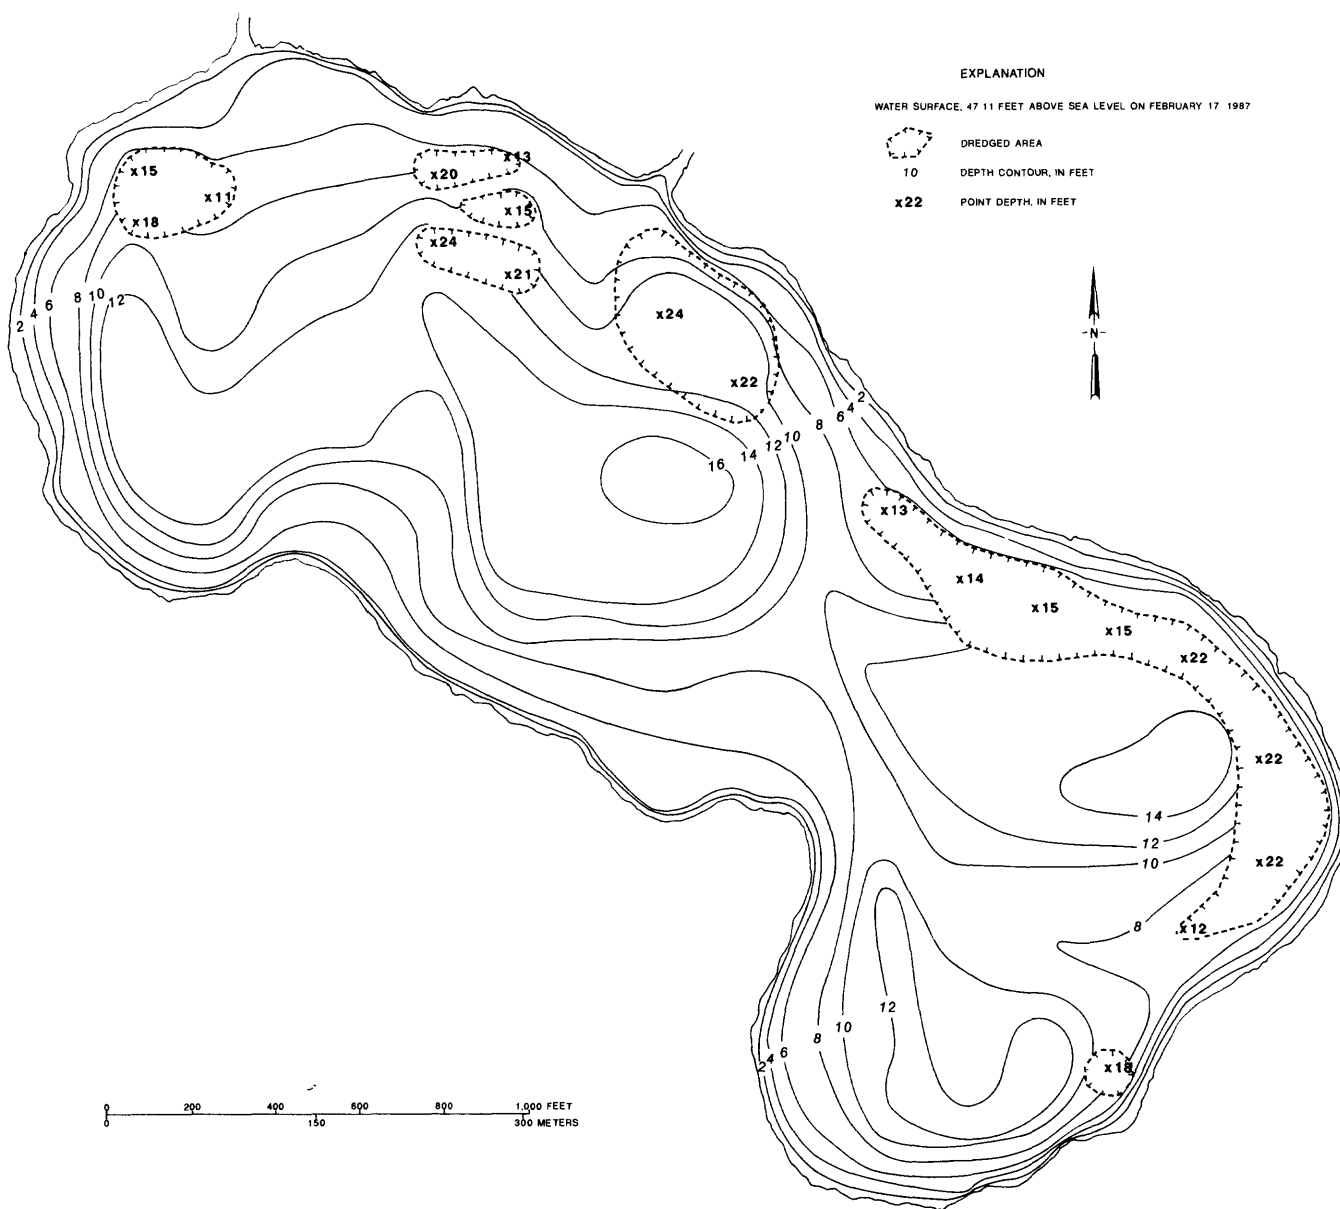 EXPLANATION
WATER SURFACE, 47 11 FEET ABOVE SEA LEVEL ON FEBRUARY 17 1987
DREDGED AREA
10 DEPTH CONTOUR, IN FEET
x22 POINT DEPTH, IN FEET
x15
x11
x18
x20
x13
x15
x24
x21
x24
x22
N
2 4 6 8 10 12
16 14 12 10 8 6 4 2
x13
x14
x15
x15
x22
x22
14
12
10
x22
8
x12
12
10
8
6
4
2
x18
0 200 400 600 800 1,000 FEET
0 150 300 METERS